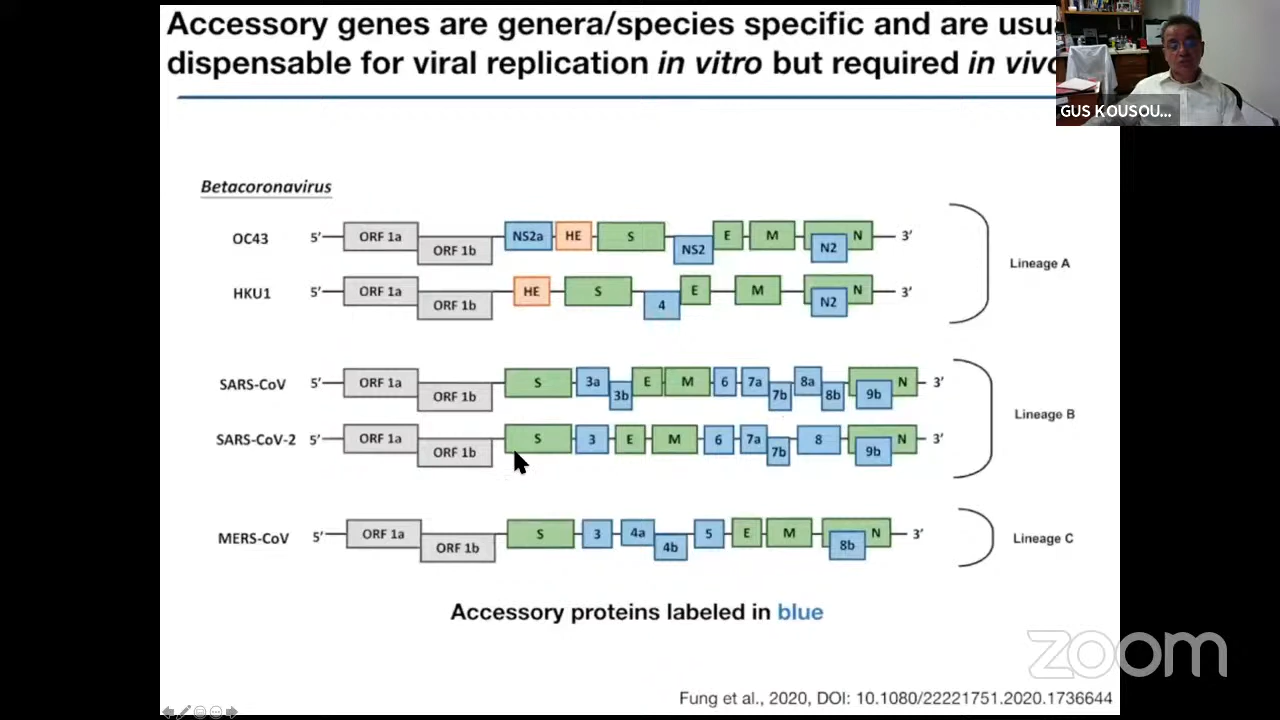 Accessory genes are genera/species specific and are usu
dispensable for viral replication in vitro but required in vivo
GUS KOUSOU...
Betacoronavirus
OC43 5’ ORF 1a ORF 1b NS2a HE S NS2 E M N2 N 3’
Lineage A
HKU1 5’ ORF 1a ORF 1b HE S 4 E M N2 N 3’
SARS-CoV 5’ ORF 1a ORF 1b S 3a 3b E M 6 7a 7b 8a 8b 9b N 3’
Lineage B
SARS-CoV-2 5’ ORF 1a ORF 1b S 3 E M 6 7a 7b 8 9b N 3’
MERS-CoV 5’ ORF 1a ORF 1b S 3 4a 4b 5 E M 8b N 3’
Lineage C
Accessory proteins labeled in blue
zoom
Fung et al., 2020, DOI: 10.1080/22221751.2020.1736644